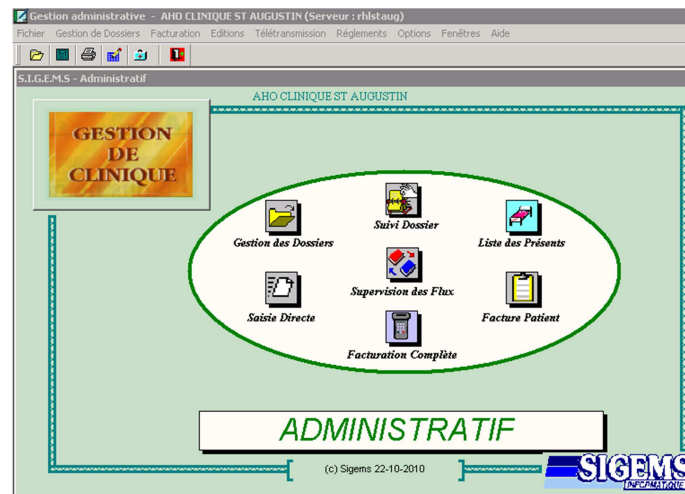 Gestion administrative - AHO CLINIQUE ST AUGUSTIN (Serveur : rhlstaug)
Fichier Gestion de Dossiers Facturation Editions Télétransmission Réglements Options Fenêtres Aide
S.I.G.E.M.S - Administratif
AHO CLINIQUE ST AUGUSTIN
GESTION
DE
CLINIQUE
Suivi Dossier
Gestion des Dossiers
Liste des Présents
Supervision des Flux
Saisie Directe
Facture Patient
Facturation Complète
ADMINISTRATIF
(c) Sigems 22-10-2010
SIGEMS
INFORMATIQUE